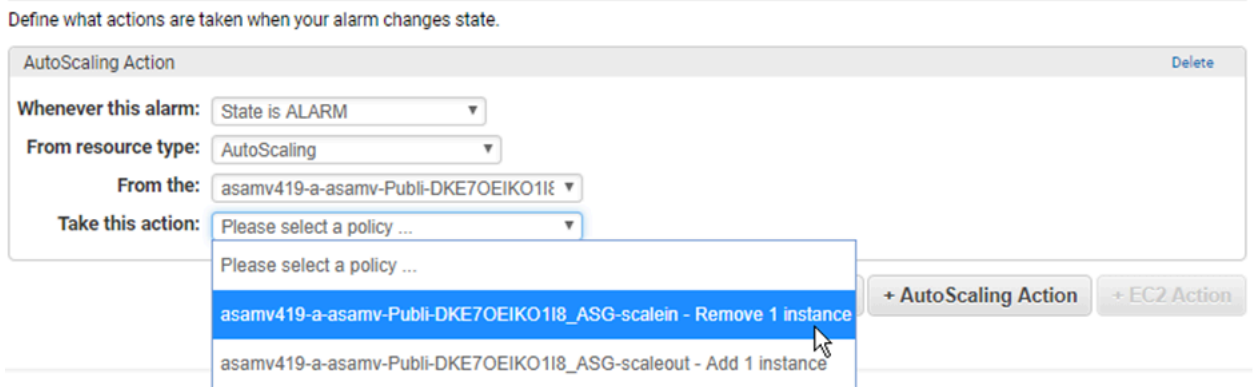 Define what actions are taken when your alarm changes state.
AutoScaling Action Delete
Whenever this alarm: State is ALARM
From resource type: AutoScaling
From the: asamv419-a-asamv-Publi-DKE7OEIKO1I8
Take this action: Please select a policy ...
Please select a policy ...
asamv419-a-asamv-Publi-DKE7OEIKO1I8_ASG-scalein - Remove 1 instance
+ AutoScaling Action + EC2 Action
asamv419-a-asamv-Publi-DKE7OEIKO1I8_ASG-scaleout - Add 1 instance